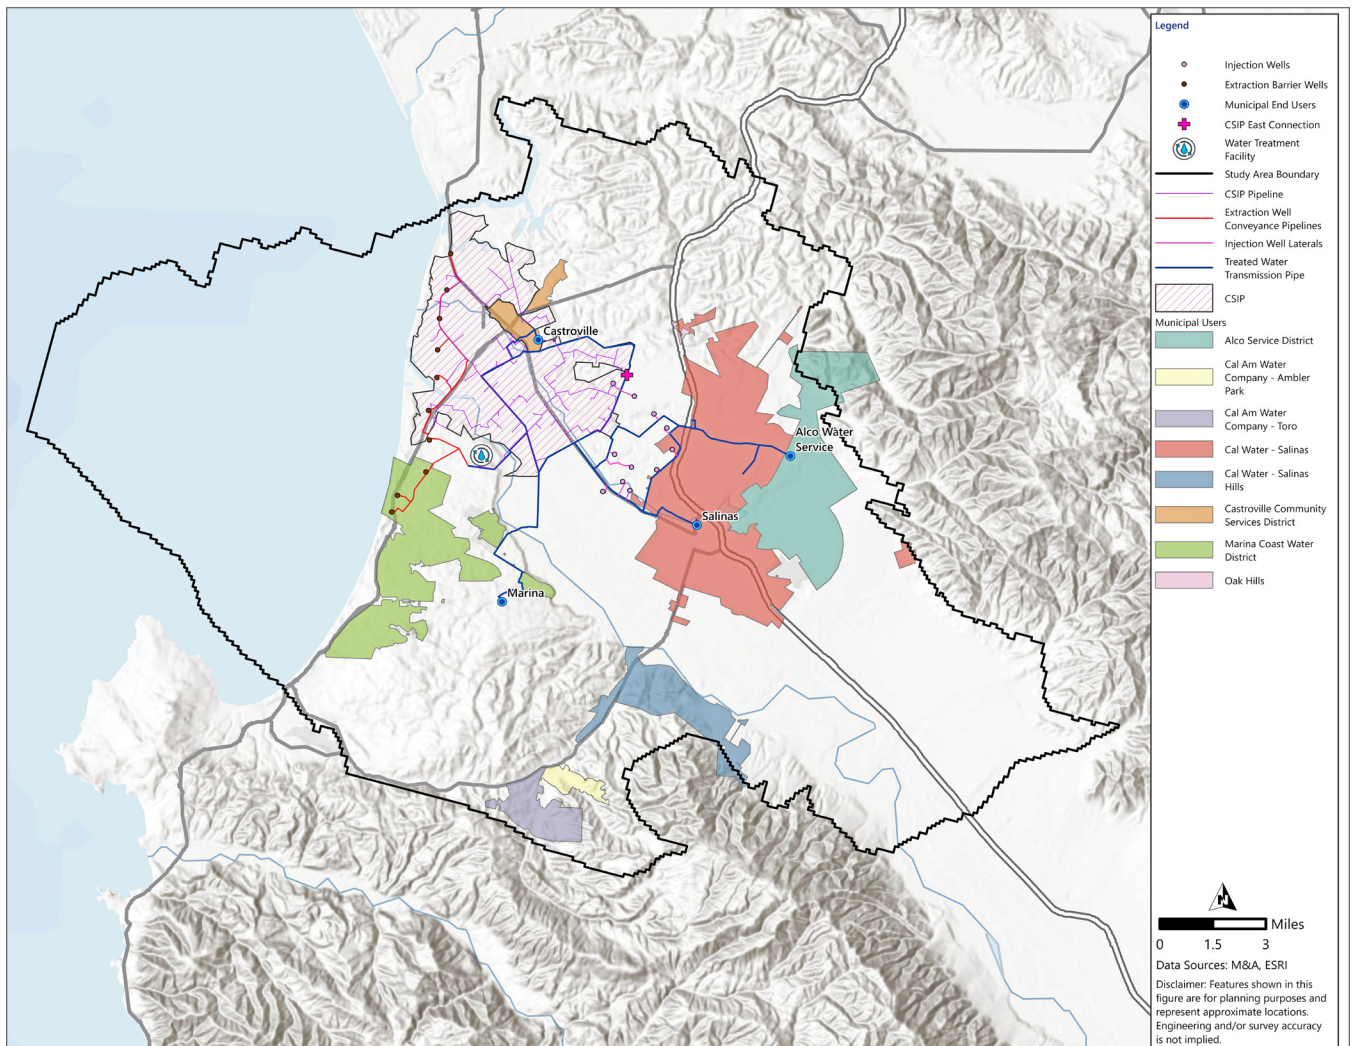 Castroville
Alco Water
Service
Salinas
Marina
Legend
Injection Wells
Extraction Barrier Wells
Municipal End Users
CSIP East Connection
Water Treatment
Facility
Study Area Boundary
CSIP Pipeline
Extraction Well
Conveyance Pipelines
Injection Well Laterals
Treated Water
Transmission Pipe
CSIP
Municipal Users
Alco Service District
Cal Am Water
Company - Ambler
Park
Cal Am Water
Company - Toro
Cal Water - Salinas
Cal Water - Salinas
Hills
Castroville Community
Services District
Marina Coast Water
District
Oak Hills
N
Miles
0 1.5 3
Data Sources: M&A, ESRI
Disclaimer: Features shown in this
figure are for planning purposes and
represent approximate locations.
Engineering and/or survey accuracy
is not implied.